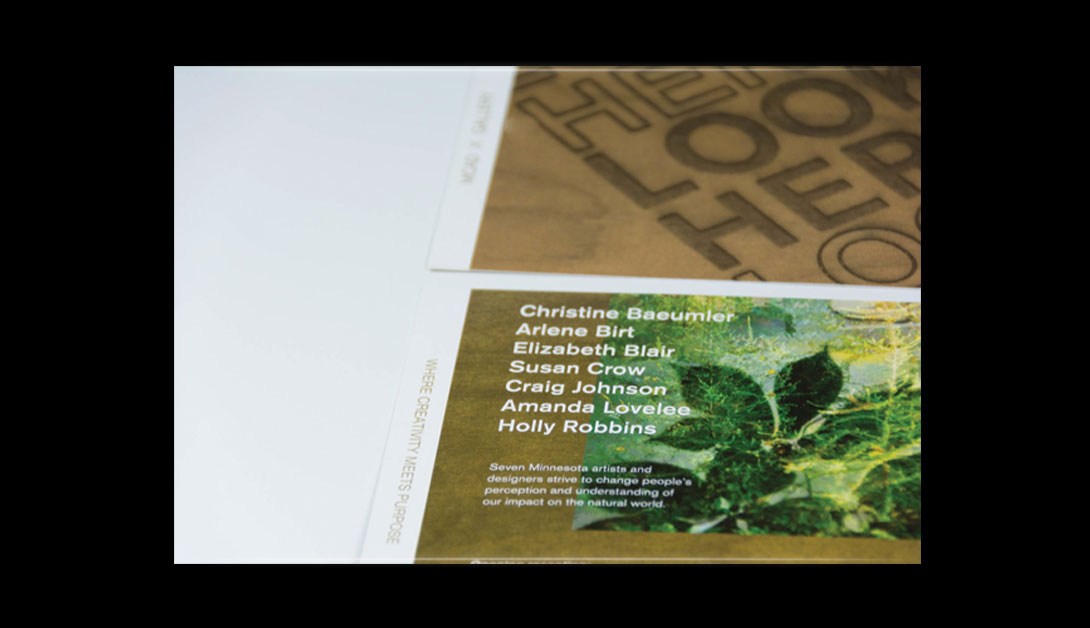 MCAD X GALLERY
Christine Baeumler
Arlene Birt
Elizabeth Blair
Susan Crow
Craig Johnson
Amanda Lovelee
Holly Robbins
Seven Minnesota artists and
designers strive to change people's
perception and understanding of
our impact on the natural world.
WHERE CREATIVITY MEETS PURPOSE